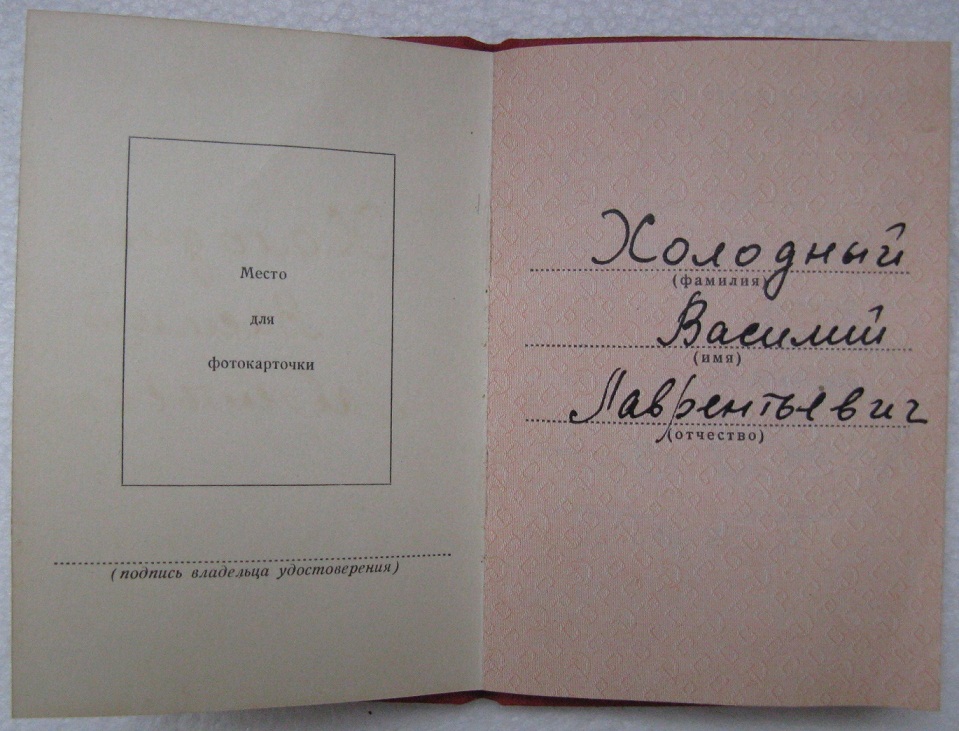 Место
для
фотокарточки
(подпись владельца удостоверения)
Холодный
(фамилия)
Василий
(имя)
Лаврентьевич
(отчество)